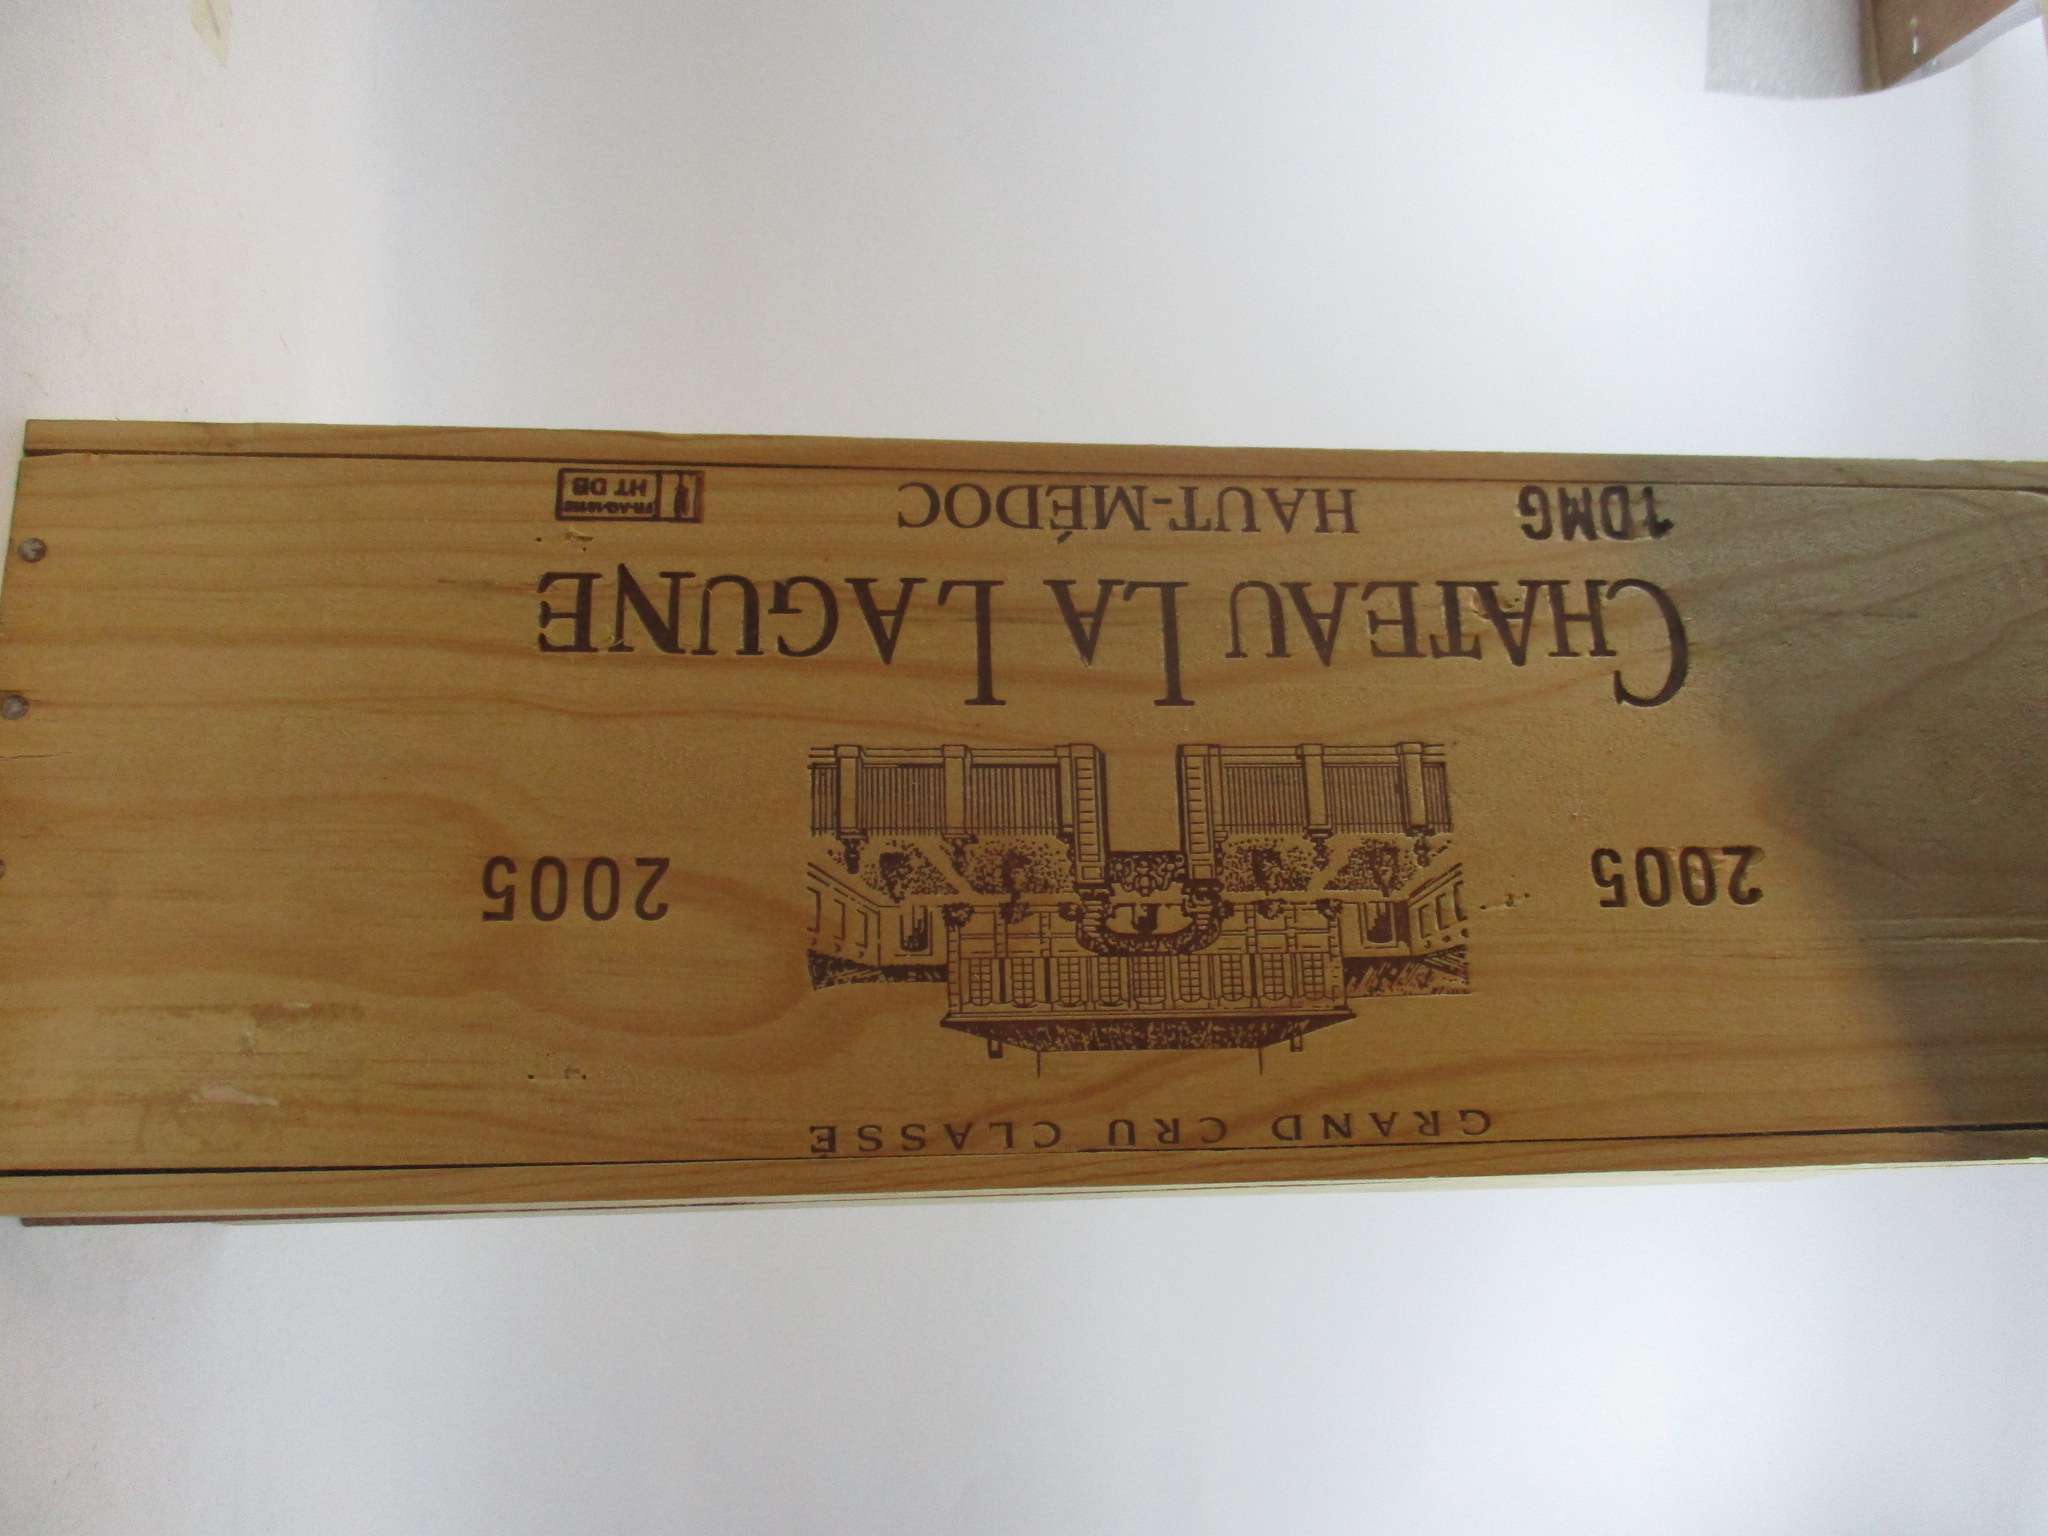 GRAND CRU CLASSÉ
2005 2005
CHATEAU LA LAGUNE
1DMG HAUT-MÉDOC
HT DB